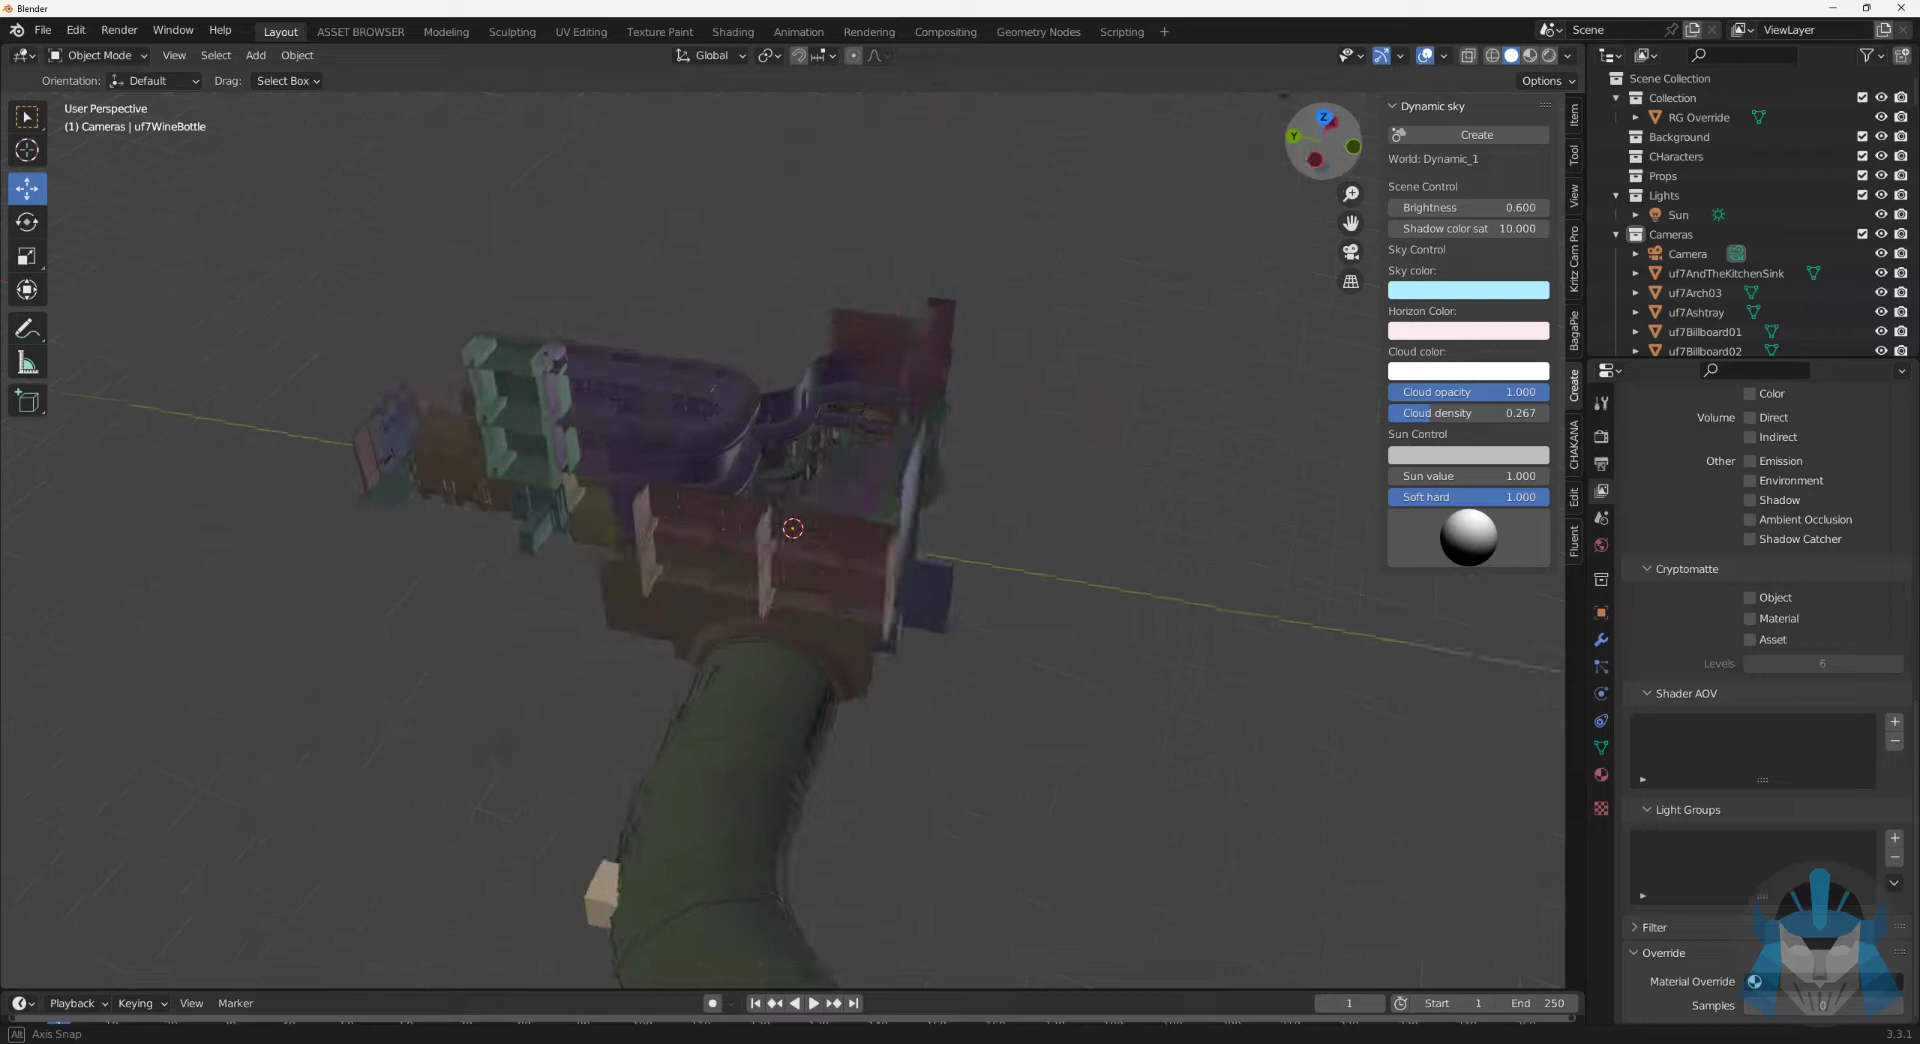 Blender
File Edit Render Window Help
Layout ASSET BROWSER Modeling Sculpting UV Editing Texture Paint Shading Animation Rendering Compositing Geometry Nodes Scripting +
Scene
ViewLayer
Object Mode View Select Add Object
Global
Orientation: Default Drag: Select Box
Options
User Perspective
(1) Cameras | uf7WineBottle
Z
Y
Dynamic sky
Create
World: Dynamic_1
Scene Control
Brightness 0.600
Shadow color sat 10.000
Sky Control
Sky color:
Horizon Color:
Cloud color:
Cloud opacity 1.000
Cloud density 0.267
Sun Control
Sun value 1.000
Soft hard 1.000
Item
Tool
View
Kritz Cam Pro
BagaPie
Create
CHAKANA
Edit
Fluent
Scene Collection
Collection
RG Override
Background
CHaracters
Props
Lights
Sun
Cameras
Camera
uf7AndTheKitchenSink
uf7Arch03
uf7Ashtray
uf7Billboard01
uf7Billboard02
Color
Volume Direct
Indirect
Other Emission
Environment
Shadow
Ambient Occlusion
Shadow Catcher
Cryptomatte
Object
Material
Asset
Levels 6
Shader AOV
Light Groups
Filter
Override
Material Override
Samples 0
Playback Keying View Marker
1 Start 1 End 250
Alt Axis Snap
3.3.1